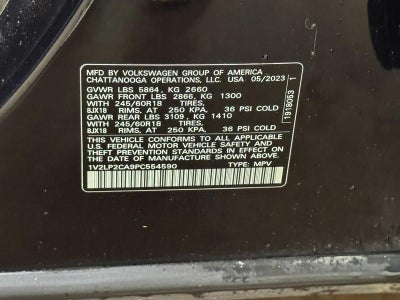 MFD BY VOLKSWAGEN GROUP OF AMERICA
CHATTANOOGA OPERATIONS, LLC. USA 05/2023
GVWR LBS 5864, KG 2660
GAWR FRONT LBS 2866, KG 1300
WITH 245/60R18 TIRES,
8JX18 RIMS, AT 250 KPA, 36 PSI COLD
GAWR REAR LBS 3109, KG 1410
WITH 245/60R18 TIRES,
8JX18 RIMS, AT 250 KPA, 36 PSI COLD
THIS VEHICLE CONFORMS TO ALL APPLICABLE
U.S. FEDERAL MOTOR VEHICLE SAFETY AND
THEFT PREVENTION STANDARDS IN EFFECT ON
THE DATE OF MANUFACTURE SHOWN ABOVE.
1V2LP2CA9PC554590 TYPE: MPV
1918053 1